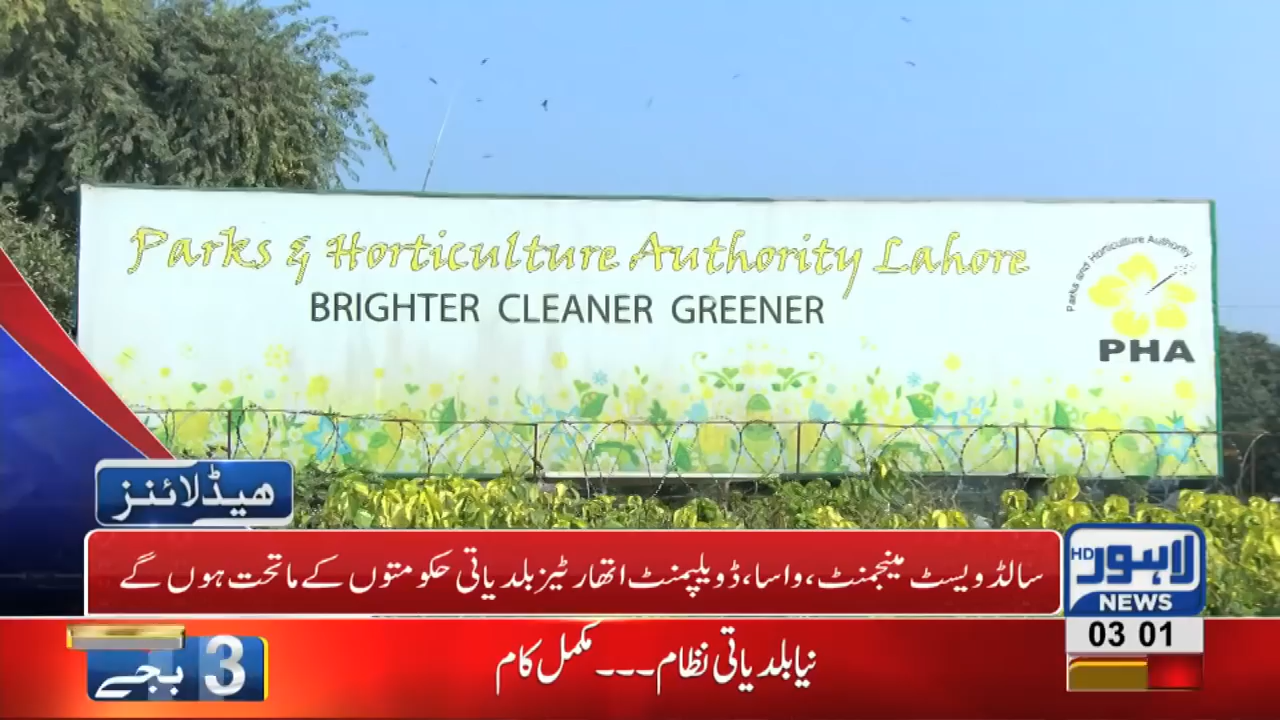 Parks & Horticulture Authority Lahore
BRIGHTER CLEANER GREENER
Parks and Horticulture Authority
PHA
ھیڈلائنز
سالڈ ویسٹ مینجمنٹ، واسا، ڈویلپمنٹ اتھارٹیز بلدیاتی حکومتوں کے ماتحت ہوں گے
HD
لاہور
NEWS
03 01
3 بجے
نیا بلدیاتی نظام ۔۔۔ مکمل کام